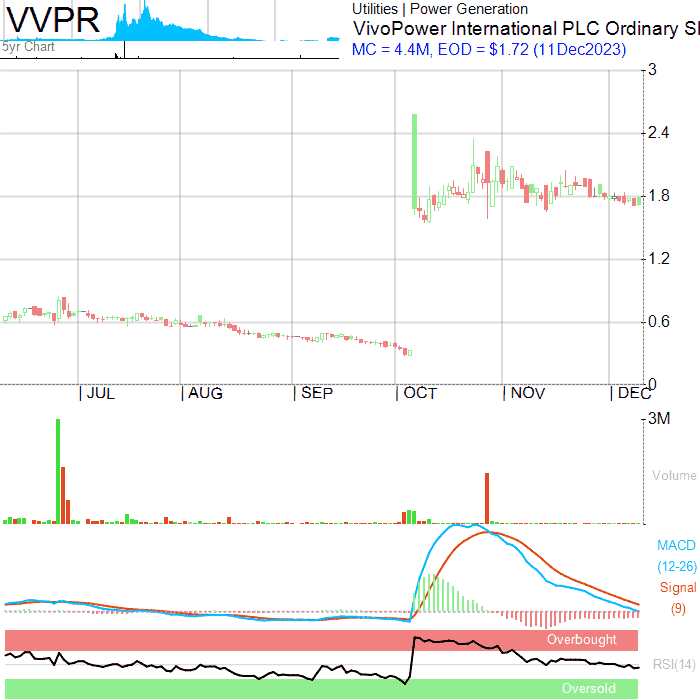 VVPR
5yr Chart
Utilities | Power Generation
VivoPower International PLC Ordinary S
MC = 4.4M, EOD = $1.72 (11Dec2023)
3
2.4
1.8
1.2
0.6
0
JUL AUG SEP OCT NOV DEC
3M
Volume
MACD
(12-26)
Signal
(9)
Overbought
RSI(14)
Oversold